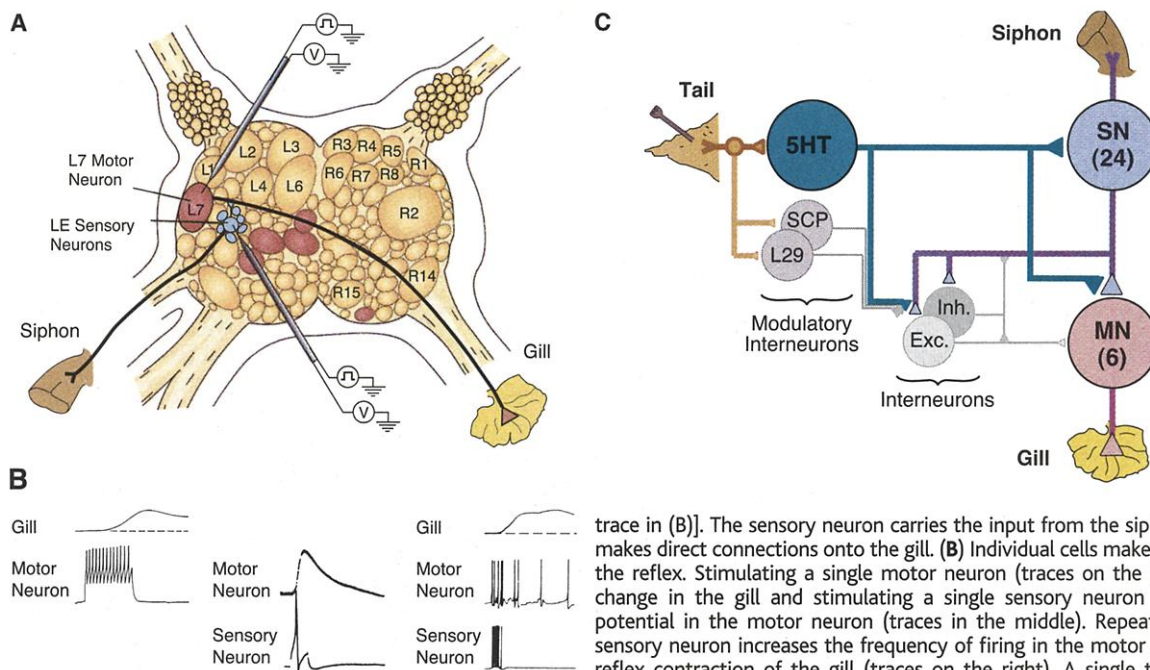 A
L7 Motor
Neuron
LE Sensory
Neurons
Siphon
Gill
V
V
L1
L2
L3
L4
L6
L7
R3
R4
R5
R1
R6
R7
R8
R2
R14
R15
C
Siphon
Tail
5HT
SN
(24)
SCP
L29
Modulatory
Interneurons
Inh.
Exc.
Interneurons
MN
(6)
Gill
B
Gill
Motor
Neuron
Motor
Neuron
Sensory
Neuron
Gill
Motor
Neuron
Sensory
Neuron
trace in (B)]. The sensory neuron carries the input from the sip
makes direct connections onto the gill. (B) Individual cells make
the reflex. Stimulating a single motor neuron (traces on the
change in the gill and stimulating a single sensory neuron
potential in the motor neuron (traces in the middle). Repeat
sensory neuron increases the frequency of firing in the motor
reflex contraction of the gill (traces on the right). A single t